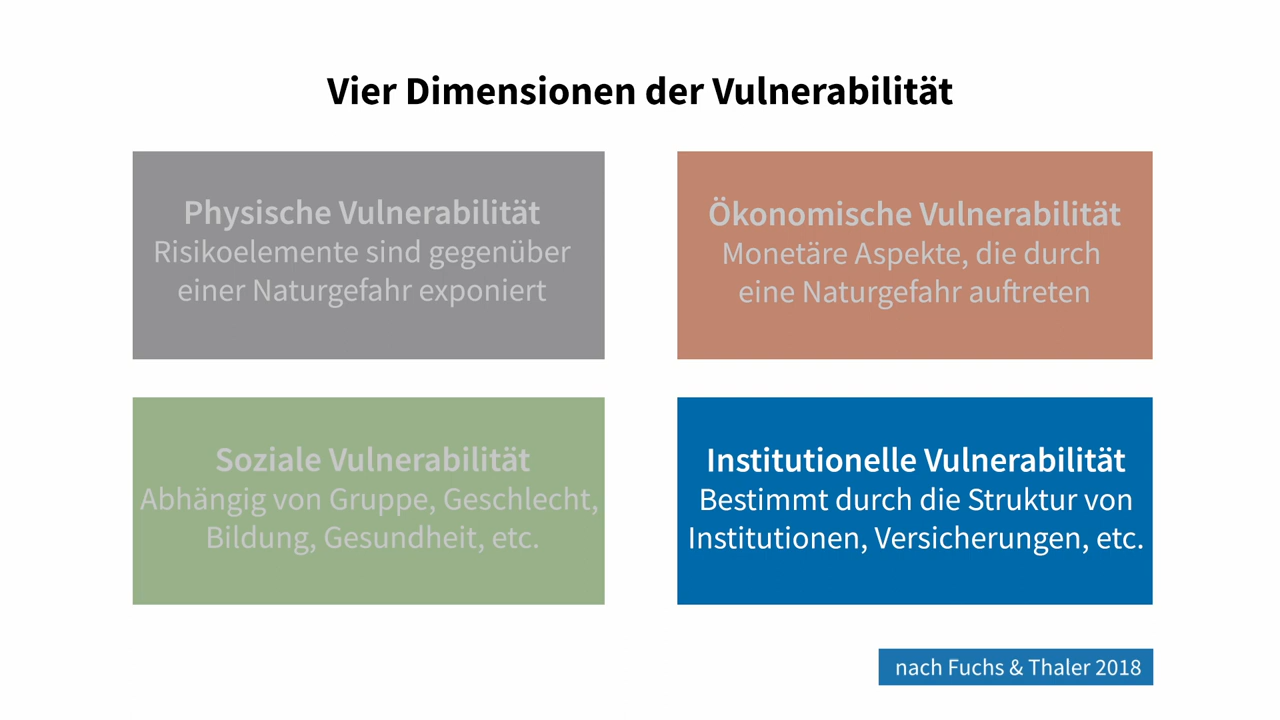 Vier Dimensionen der Vulnerabilität
Physische Vulnerabilität
Risikoelemente sind gegenüber
einer Naturgefahr exponiert
Ökonomische Vulnerabilität
Monetäre Aspekte, die durch
eine Naturgefahr auftreten
Soziale Vulnerabilität
Abhängig von Gruppe, Geschlecht,
Bildung, Gesundheit, etc.
Institutionelle Vulnerabilität
Bestimmt durch die Struktur von
Institutionen, Versicherungen, etc.
nach Fuchs & Thaler 2018